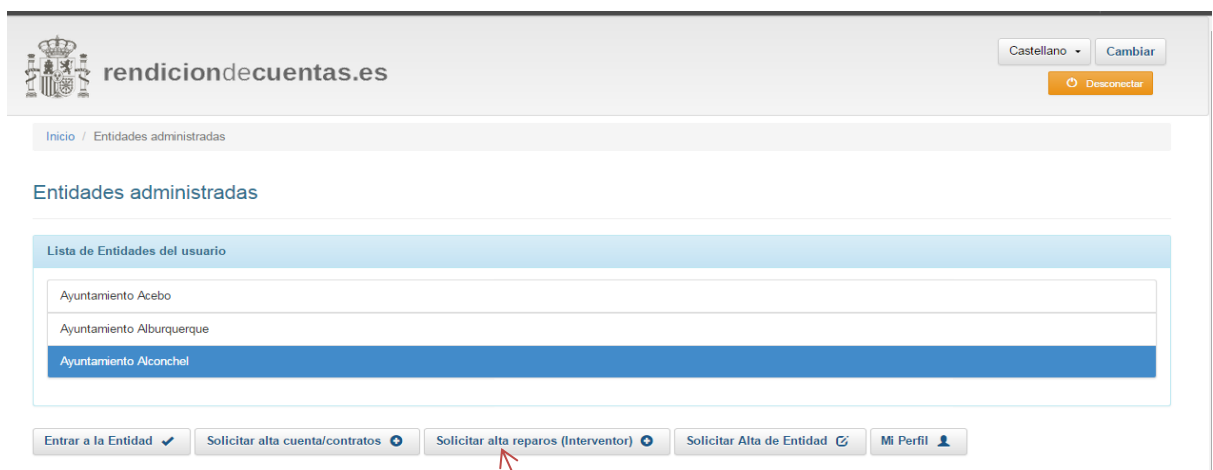 Castellano Cambiar
rendiciondecuentas.es
Desconectar
Inicio / Entidades administradas
Entidades administradas
Lista de Entidades del usuario
Ayuntamiento Acebo
Ayuntamiento Alburquerque
Ayuntamiento Alconchel
Entrar a la Entidad Solicitar alta cuenta/contratos Solicitar alta reparos (Interventor) Solicitar Alta de Entidad Mi Perfil